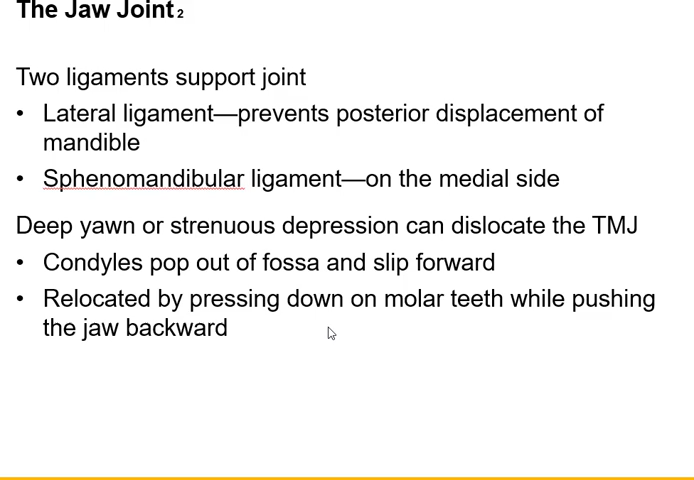 The Jaw Joint 2
Two ligaments support joint
• Lateral ligament—prevents posterior displacement of
mandible
• Sphenomandibular ligament—on the medial side
Deep yawn or strenuous depression can dislocate the TMJ
• Condyles pop out of fossa and slip forward
• Relocated by pressing down on molar teeth while pushing
the jaw backward